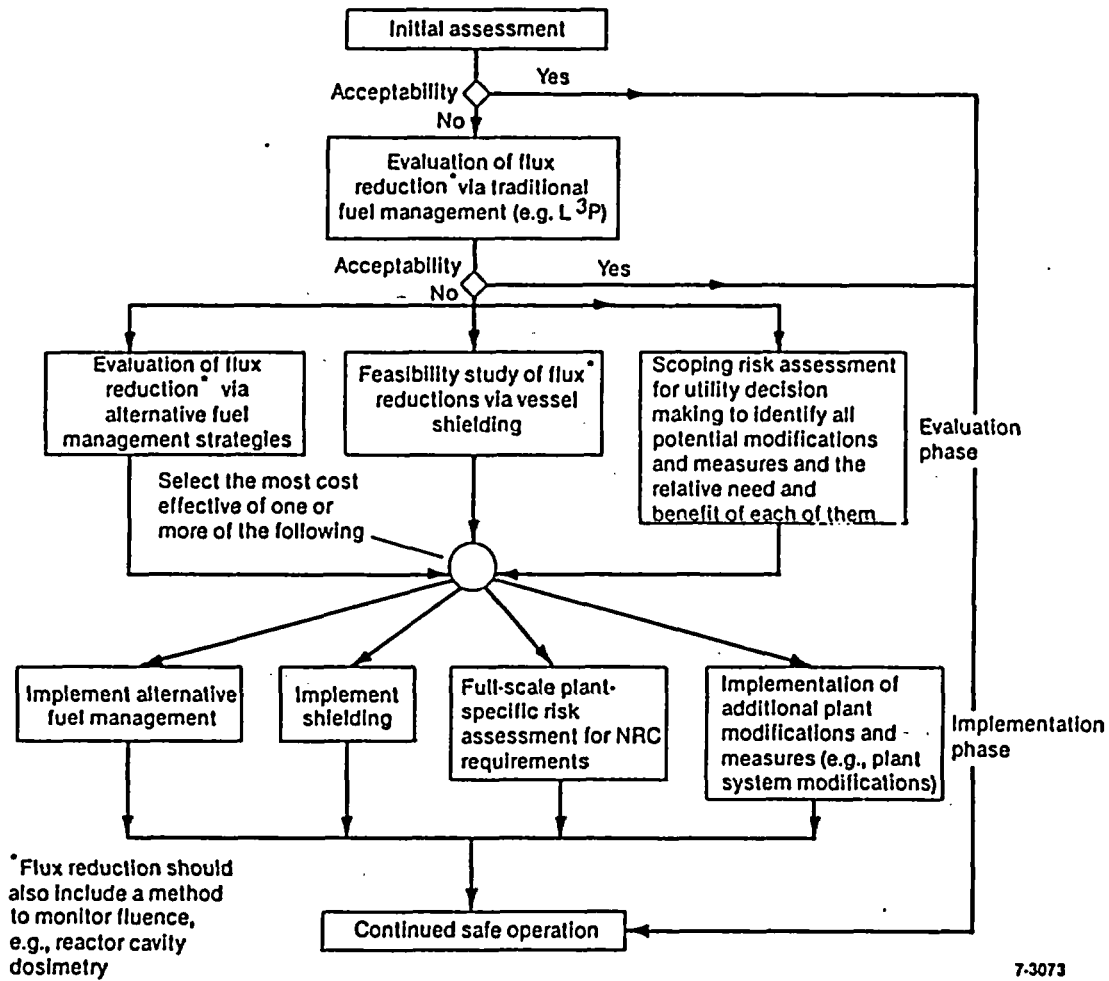 Initial assessment
Acceptability
Yes
No
Evaluation of flux
reduction* via traditional
fuel management (e.g. L3P)
Acceptability
Yes
No
Evaluation of flux
reduction* via
alternative fuel
management strategies
Feasibility study of flux*
reductions via vessel
shielding
Scoping risk assessment
for utility decision
making to identify all
potential modifications
and measures and the
relative need and
benefit of each of them
Evaluation
phase
Select the most cost
effective of one or
more of the following
Implement alternative
fuel management
Implement
shielding
Full-scale plant-
specific risk
assessment for NRC
requirements
Implementation of
additional plant
modifications and
measures (e.g., plant
system modifications)
Implementation
phase
*Flux reduction should
also include a method
to monitor fluence,
e.g., reactor cavity
dosimetry
Continued safe operation
7-3073